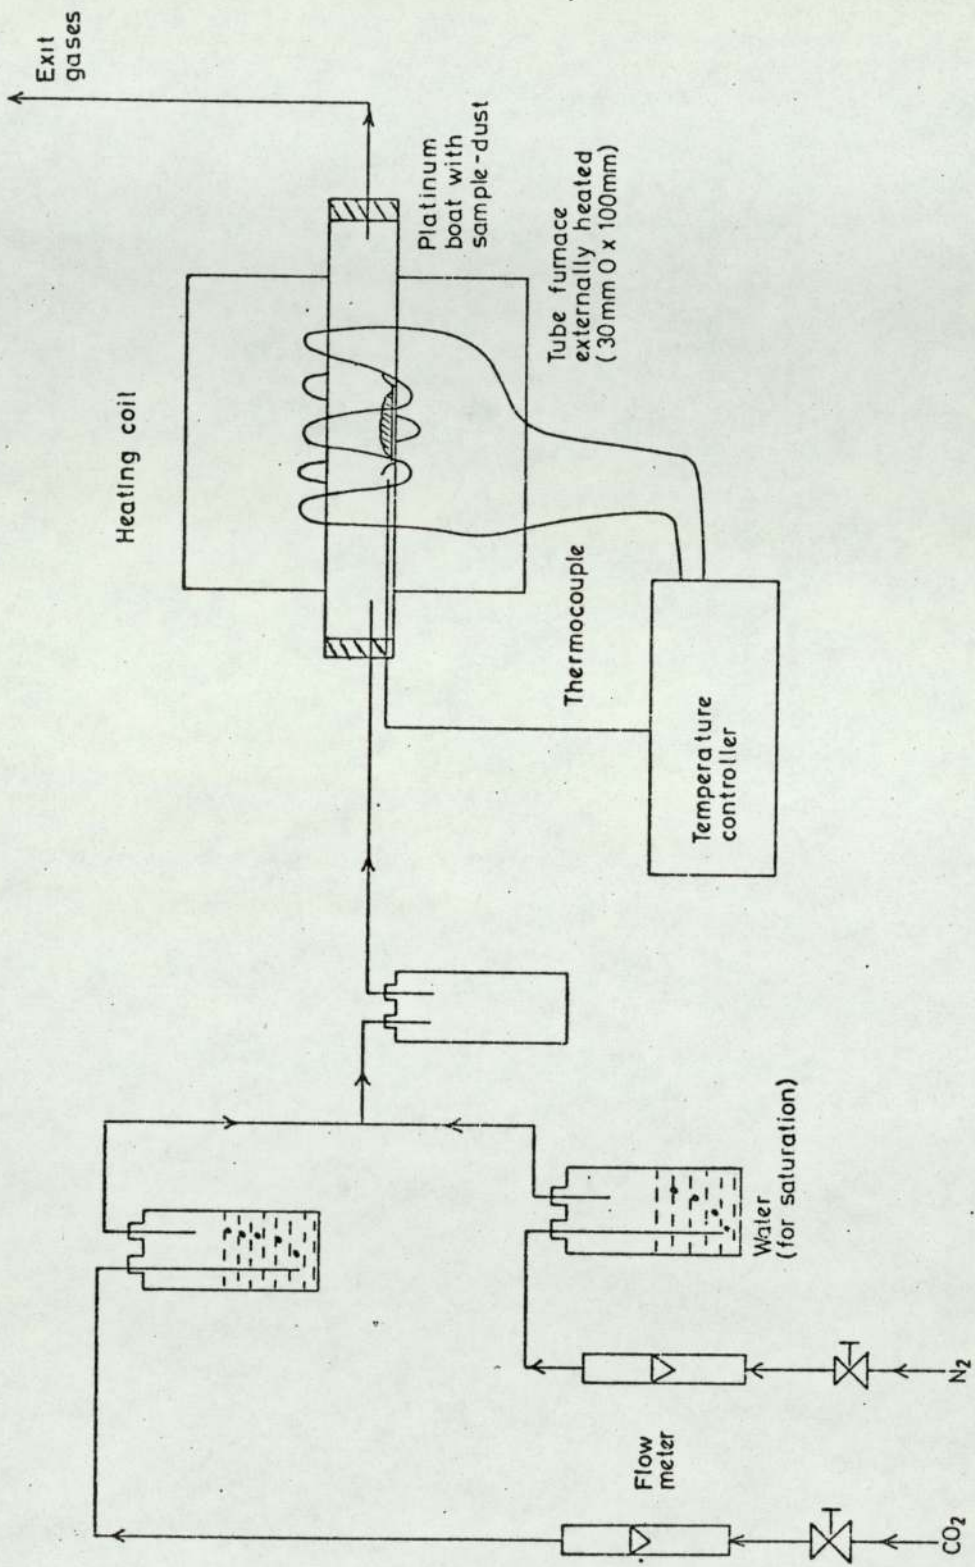 Exit
gases
Heating coil
Platinum
boat with
sample-dust
Tube furnace
externally heated
(30mm O x 100mm)
Thermocouple
Temperature
controller
Water
(for saturation)
Flow
meter
CO₂
N₂